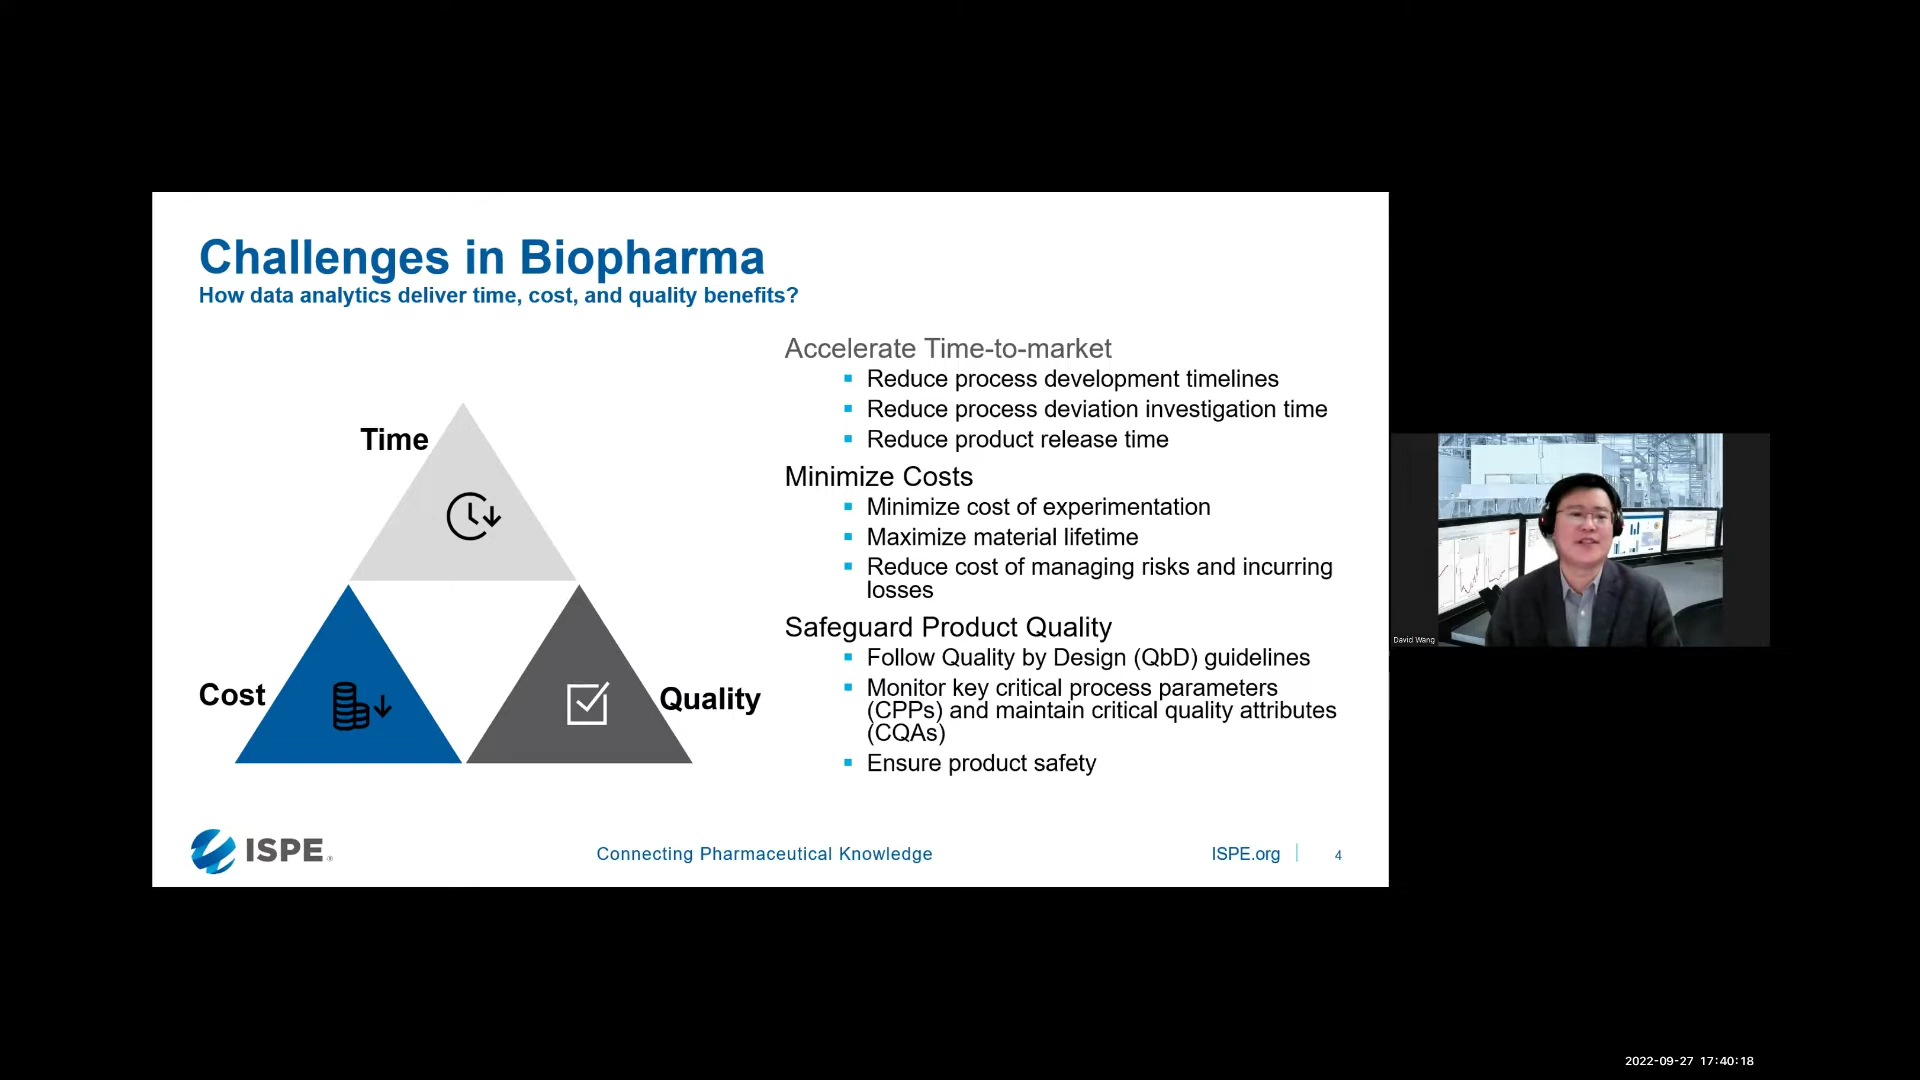 Challenges in Biopharma
How data analytics deliver time, cost, and quality benefits?
Time
Cost
Quality
Accelerate Time-to-market
Reduce process development timelines
Reduce process deviation investigation time
Reduce product release time
Minimize Costs
Minimize cost of experimentation
Maximize material lifetime
Reduce cost of managing risks and incurring
losses
Safeguard Product Quality
Follow Quality by Design (QbD) guidelines
Monitor key critical process parameters
(CPPs) and maintain critical quality attributes
(CQAs)
Ensure product safety
ISPE®
Connecting Pharmaceutical Knowledge
ISPE.org
4
David Wang
2022-09-27 17:40:18